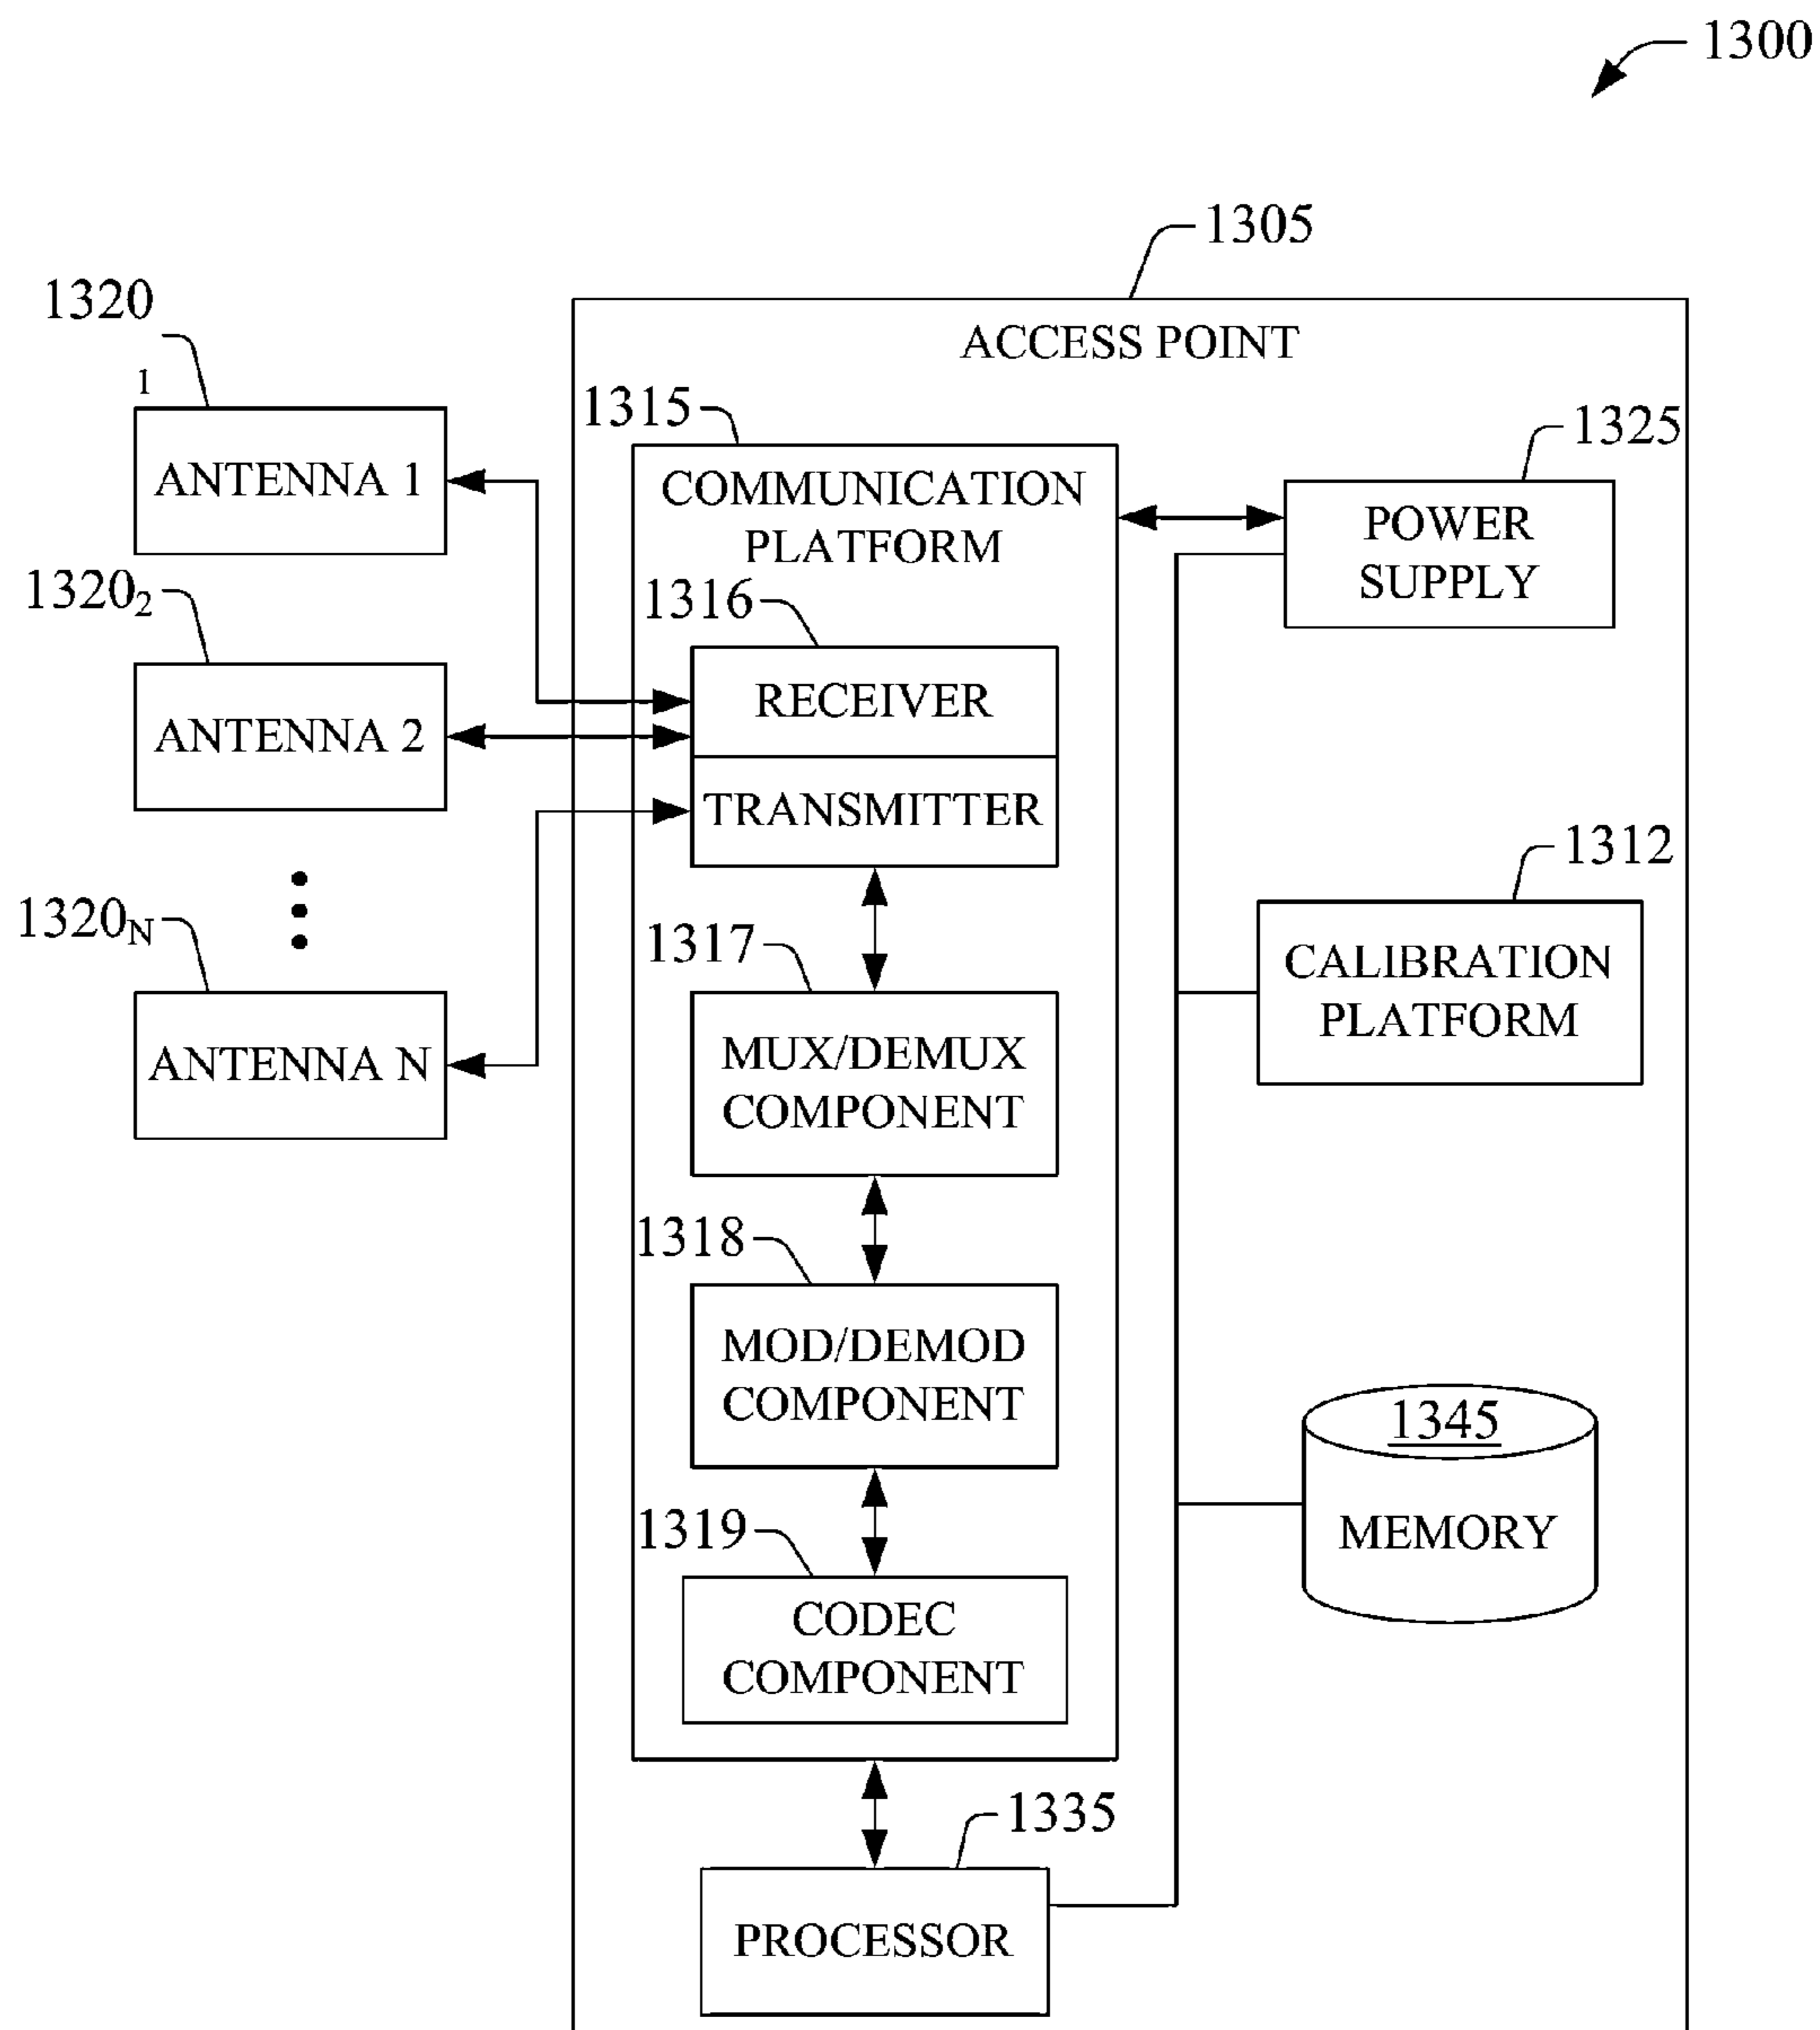 1300
1305
1320
1
ACCESS POINT
1315
1325
ANTENNA 1
COMMUNICATION
PLATFORM
POWER
SUPPLY
1320₂
1316
RECEIVER
ANTENNA 2
TRANSMITTER
1312
1320ₙ
1317
CALIBRATION
PLATFORM
ANTENNA N
MUX/DEMUX
COMPONENT
1318
MOD/DEMOD
COMPONENT
1345
MEMORY
1319
CODEC
COMPONENT
1335
PROCESSOR